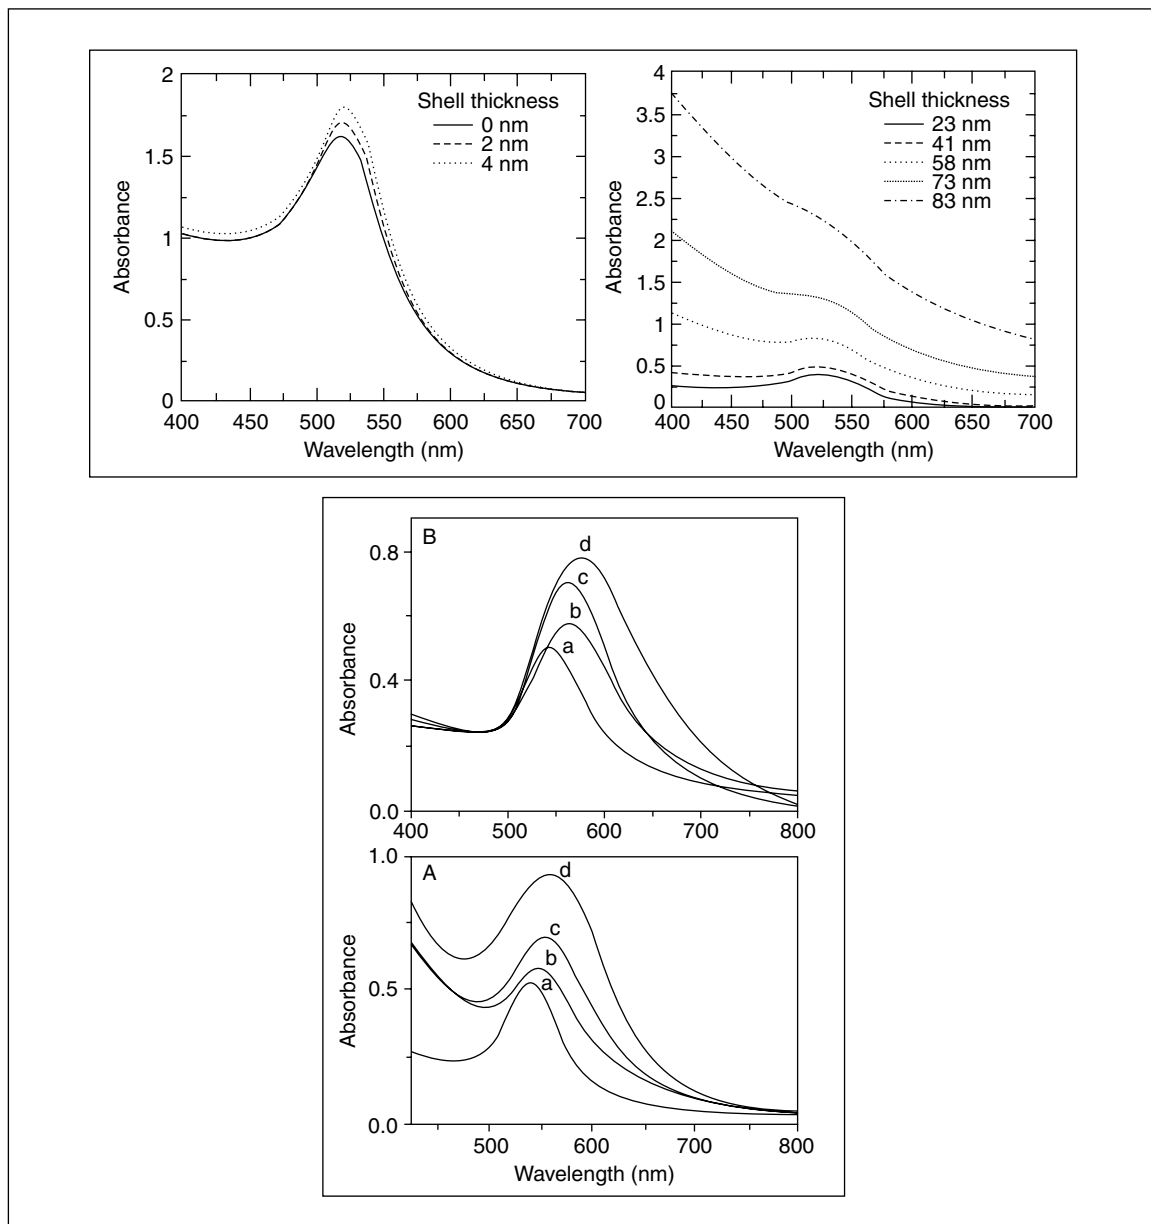 2
1.5
1
0.5
0
Absorbance
Shell thickness
0 nm
2 nm
4 nm
400 450 500 550 600 650 700
Wavelength (nm)
4
3.5
3
2.5
2
1.5
1
0.5
0
Absorbance
Shell thickness
23 nm
41 nm
58 nm
73 nm
83 nm
400 450 500 550 600 650 700
Wavelength (nm)
B
d
c
b
a
0.8
0.4
0.0
Absorbance
400 500 600 700 800
A
d
c
b
a
1.0
0.5
0.0
Absorbance
500 600 700 800
Wavelength (nm)